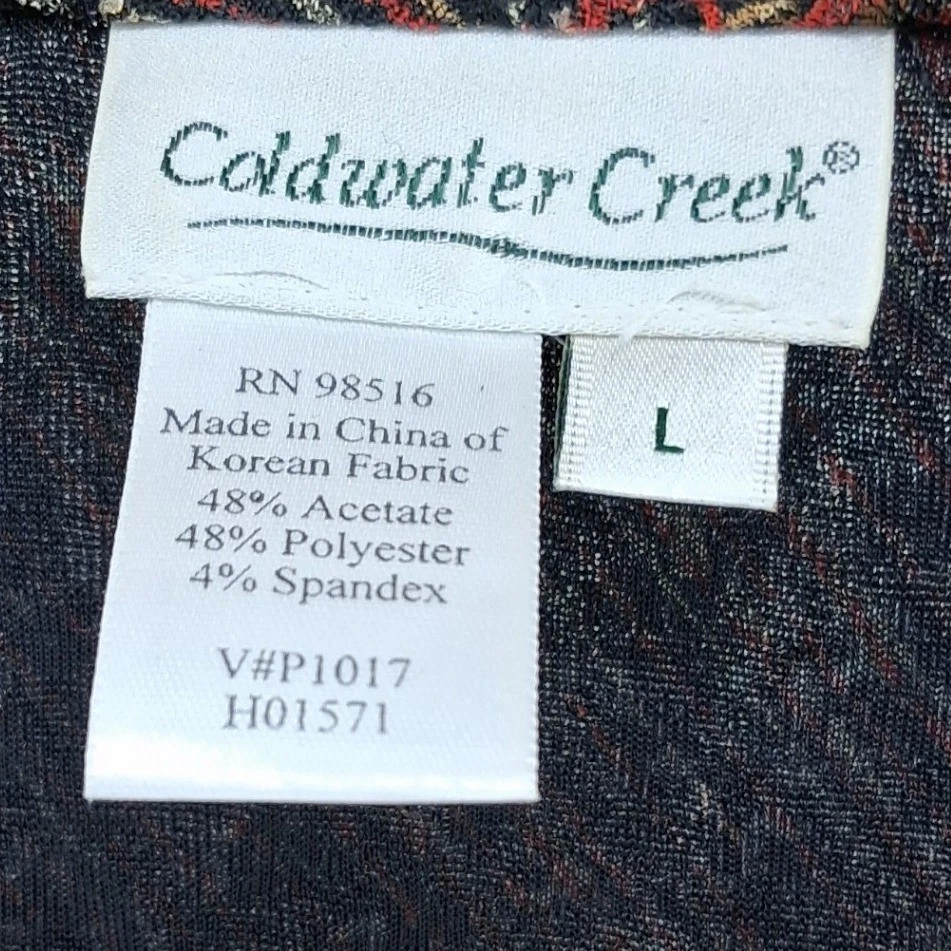 Coldwater Creek®
RN 98516
Made in China of
Korean Fabric
48% Acetate
48% Polyester
4% Spandex
V#P1017
H01571
L